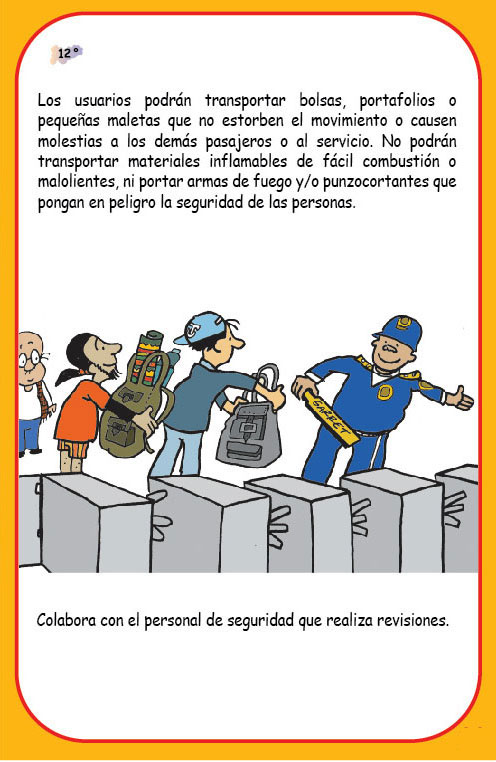 12°
Los usuarios podrán transportar bolsas, portafolios o
pequeñas maletas que no estorben el movimiento o causen
molestias a los demás pasajeros o al servicio. No podrán
transportar materiales inflamables de fácil combustión o
malolientes, ni portar armas de fuego y/o punzocortantes que
pongan en peligro la seguridad de las personas.
GARRET
Colabora con el personal de seguridad que realiza revisiones.